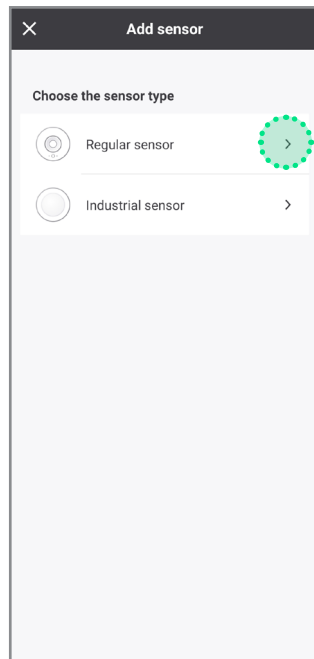 Add sensor
Choose the sensor type
Regular sensor
Industrial sensor